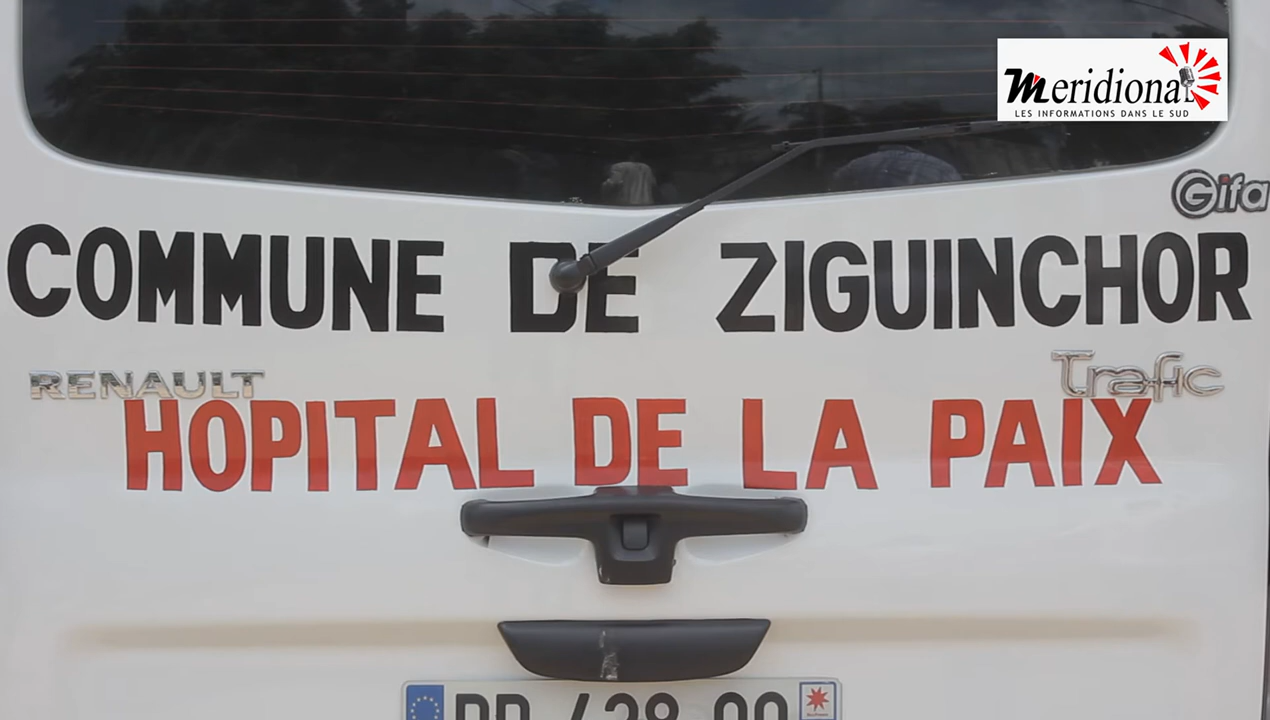 Meridional
LES INFORMATIONS DANS LE SUD
Gifa
COMMUNE DE ZIGUINCHOR
RENAULT
Trafic
HOPITAL DE LA PAIX